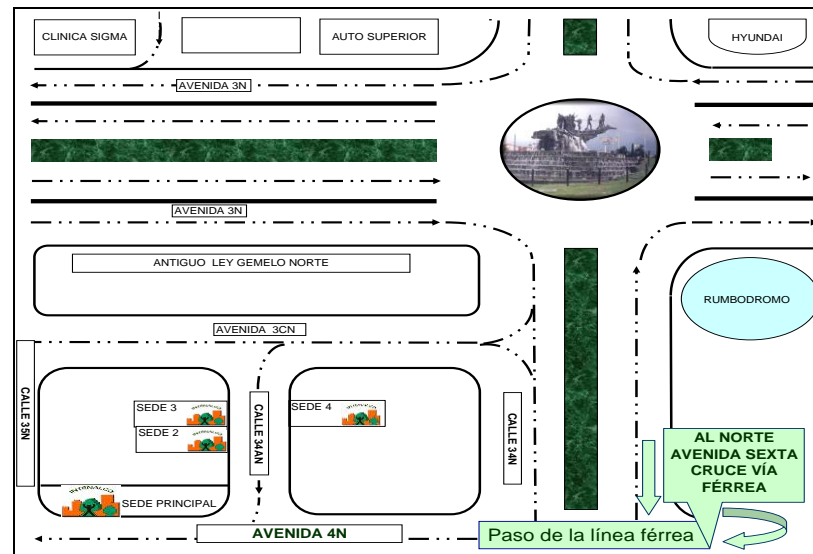 CLINICA SIGMA
AUTO SUPERIOR
HYUNDAI
AVENIDA 3N
AVENIDA 3N
ANTIGUO LEY GEMELO NORTE
RUMBODROMO
AVENIDA 3CN
CALLE 35N
SEDE 3
SEDE 2
CALLE 34AN
SEDE 4
CALLE 34N
AL NORTE
AVENIDA SEXTA
CRUCE VÍA
FÉRREA
SEDE PRINCIPAL
AVENIDA 4N
Paso de la línea férrea